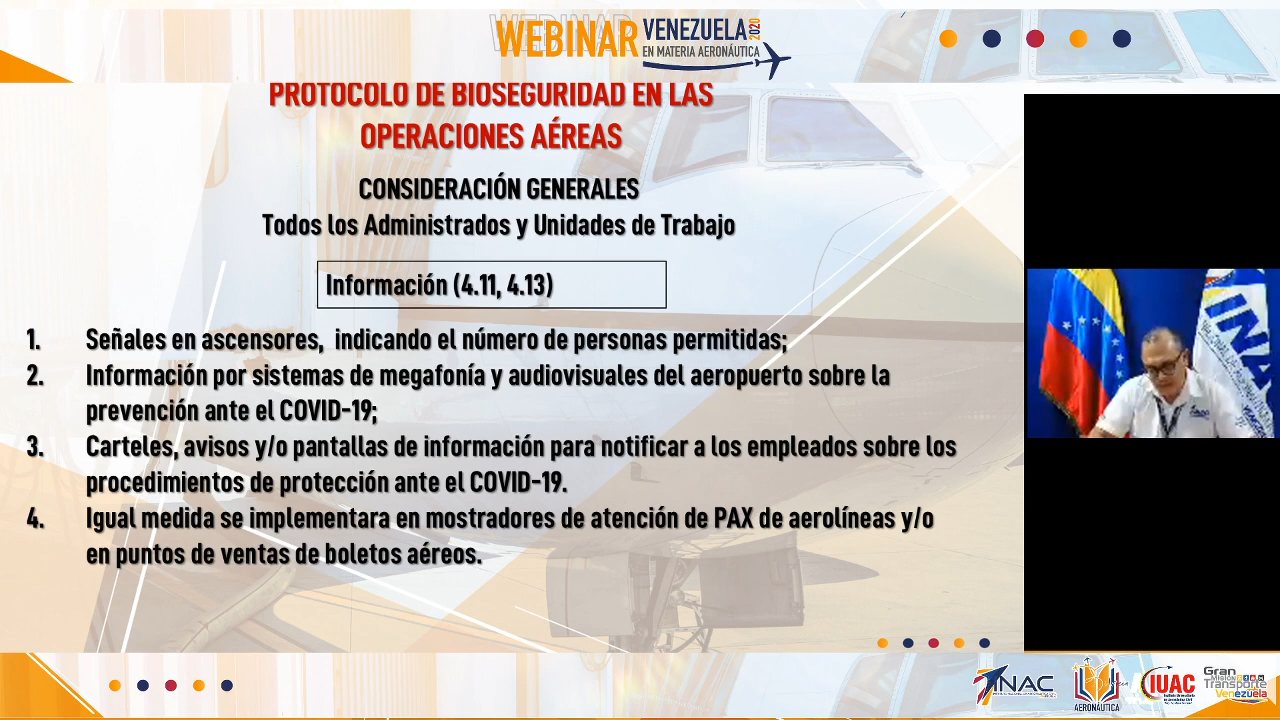 WEBINAR
VENEZUELA 2020
EN MATERIA AERONÁUTICA
PROTOCOLO DE BIOSEGURIDAD EN LAS
OPERACIONES AÉREAS
CONSIDERACIÓN GENERALES
Todos los Administrados y Unidades de Trabajo
Información (4.11, 4.13)
1. Señales en ascensores, indicando el número de personas permitidas;
2. Información por sistemas de megafonía y audiovisuales del aeropuerto sobre la
prevención ante el COVID-19;
3. Carteles, avisos y/o pantallas de información para notificar a los empleados sobre los
procedimientos de protección ante el COVID-19.
4. Igual medida se implementara en mostradores de atención de PAX de aerolíneas y/o
en puntos de ventas de boletos aéreos.
INAC
INAC
AERONÁUTICA
IUAC
Gran
Misión
Transporte
Venezuela